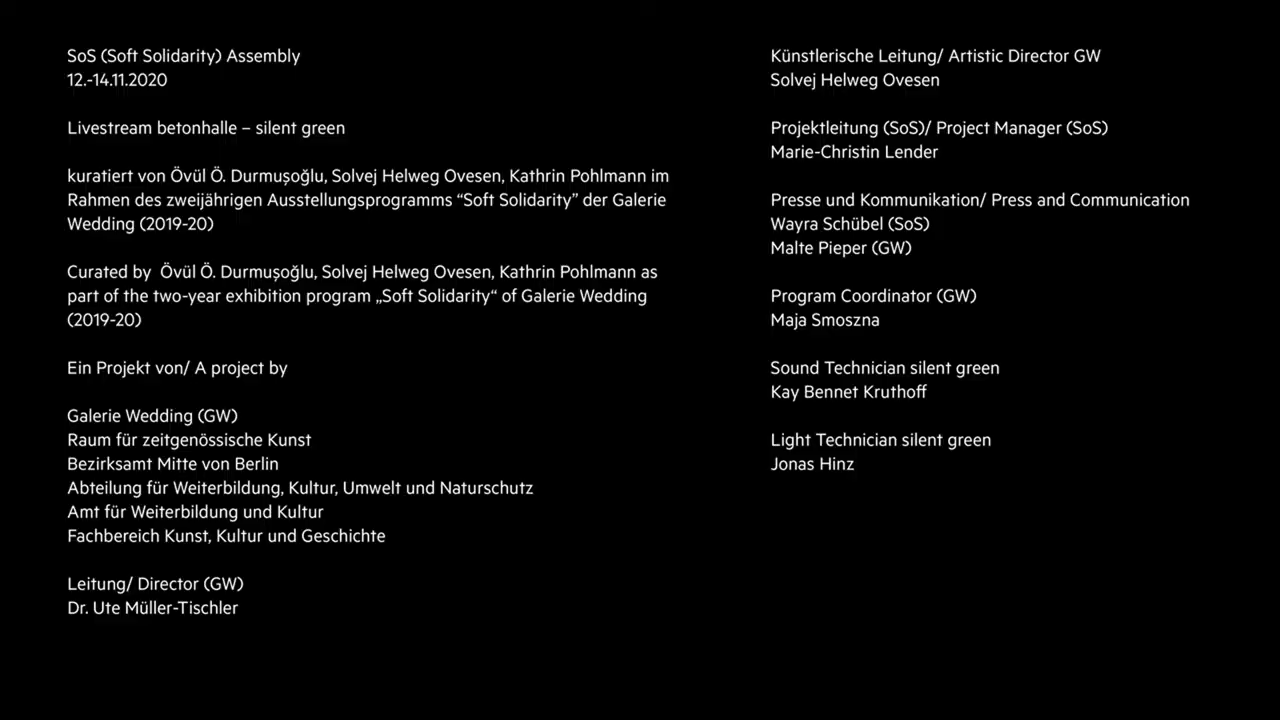 SoS (Soft Solidarity) Assembly
12.-14.11.2020
Livestream betonhalle – silent green
kuratiert von Övül Ö. Durmuşoğlu, Solvej Helweg Ovesen, Kathrin Pohlmann im
Rahmen des zweijährigen Ausstellungsprogramms “Soft Solidarity” der Galerie
Wedding (2019-20)
Curated by  Övül Ö. Durmuşoğlu, Solvej Helweg Ovesen, Kathrin Pohlmann as
part of the two-year exhibition program „Soft Solidarity“ of Galerie Wedding
(2019-20)
Ein Projekt von/ A project by
Galerie Wedding (GW)
Raum für zeitgenössische Kunst
Bezirksamt Mitte von Berlin
Abteilung für Weiterbildung, Kultur, Umwelt und Naturschutz
Amt für Weiterbildung und Kultur
Fachbereich Kunst, Kultur und Geschichte
Leitung/ Director (GW)
Dr. Ute Müller-Tischler
Künstlerische Leitung/ Artistic Director GW
Solvej Helweg Ovesen
Projektleitung (SoS)/ Project Manager (SoS)
Marie-Christin Lender
Presse und Kommunikation/ Press and Communication
Wayra Schübel (SoS)
Malte Pieper (GW)
Program Coordinator (GW)
Maja Smoszna
Sound Technician silent green
Kay Bennet Kruthoff
Light Technician silent green
Jonas Hinz